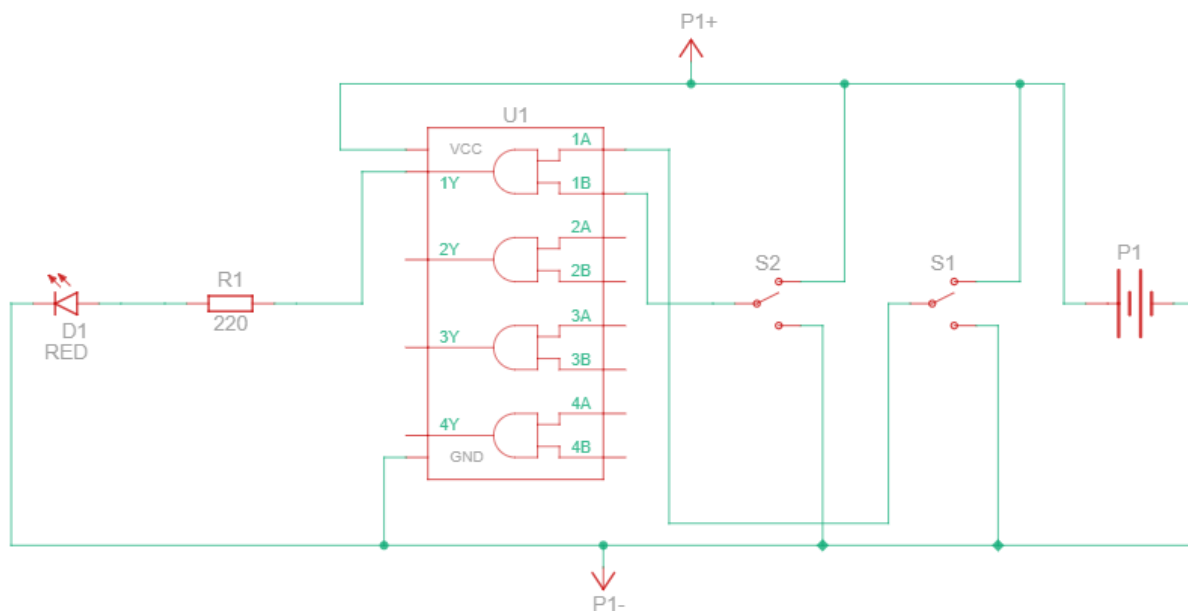 P1+
U1
VCC
1A
1Y
1B
2A
2Y
2B
S2
S1
P1
R1
D1
220
RED
3A
3Y
3B
4A
4Y
4B
GND
P1-